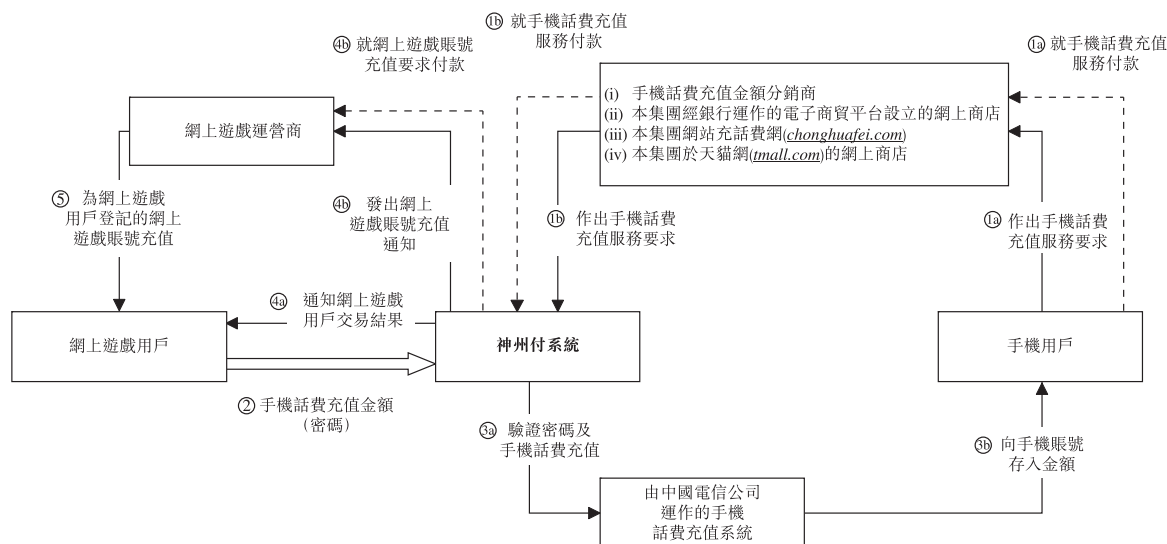 1b 就手機話費充值
服務付款
4b 就網上遊戲賬號
充值要求付款
1a 就手機話費充值
服務付款
網上遊戲運營商
(i) 手機話費充值金額分銷商
(ii) 本集團經銀行運作的電子商貿平台設立的網上商店
(iii) 本集團網站充話費網(chonghuafei.com)
(iv) 本集團於天貓網(tmall.com)的網上商店
⑤ 為網上遊戲
用戶登記的網上
遊戲賬號充值
4b 發出網上
遊戲賬號充值
通知
1b 作出手機話費
充值服務要求
1a 作出手機話費
充值服務要求
4a 通知網上遊戲
用戶交易結果
網上遊戲用戶
神州付系統
手機用戶
② 手機話費充值金額
(密碼)
3a 驗證密碼及
手機話費充值
3b 向手機賬號
存入金額
由中國電信公司
運作的手機
話費充值系統